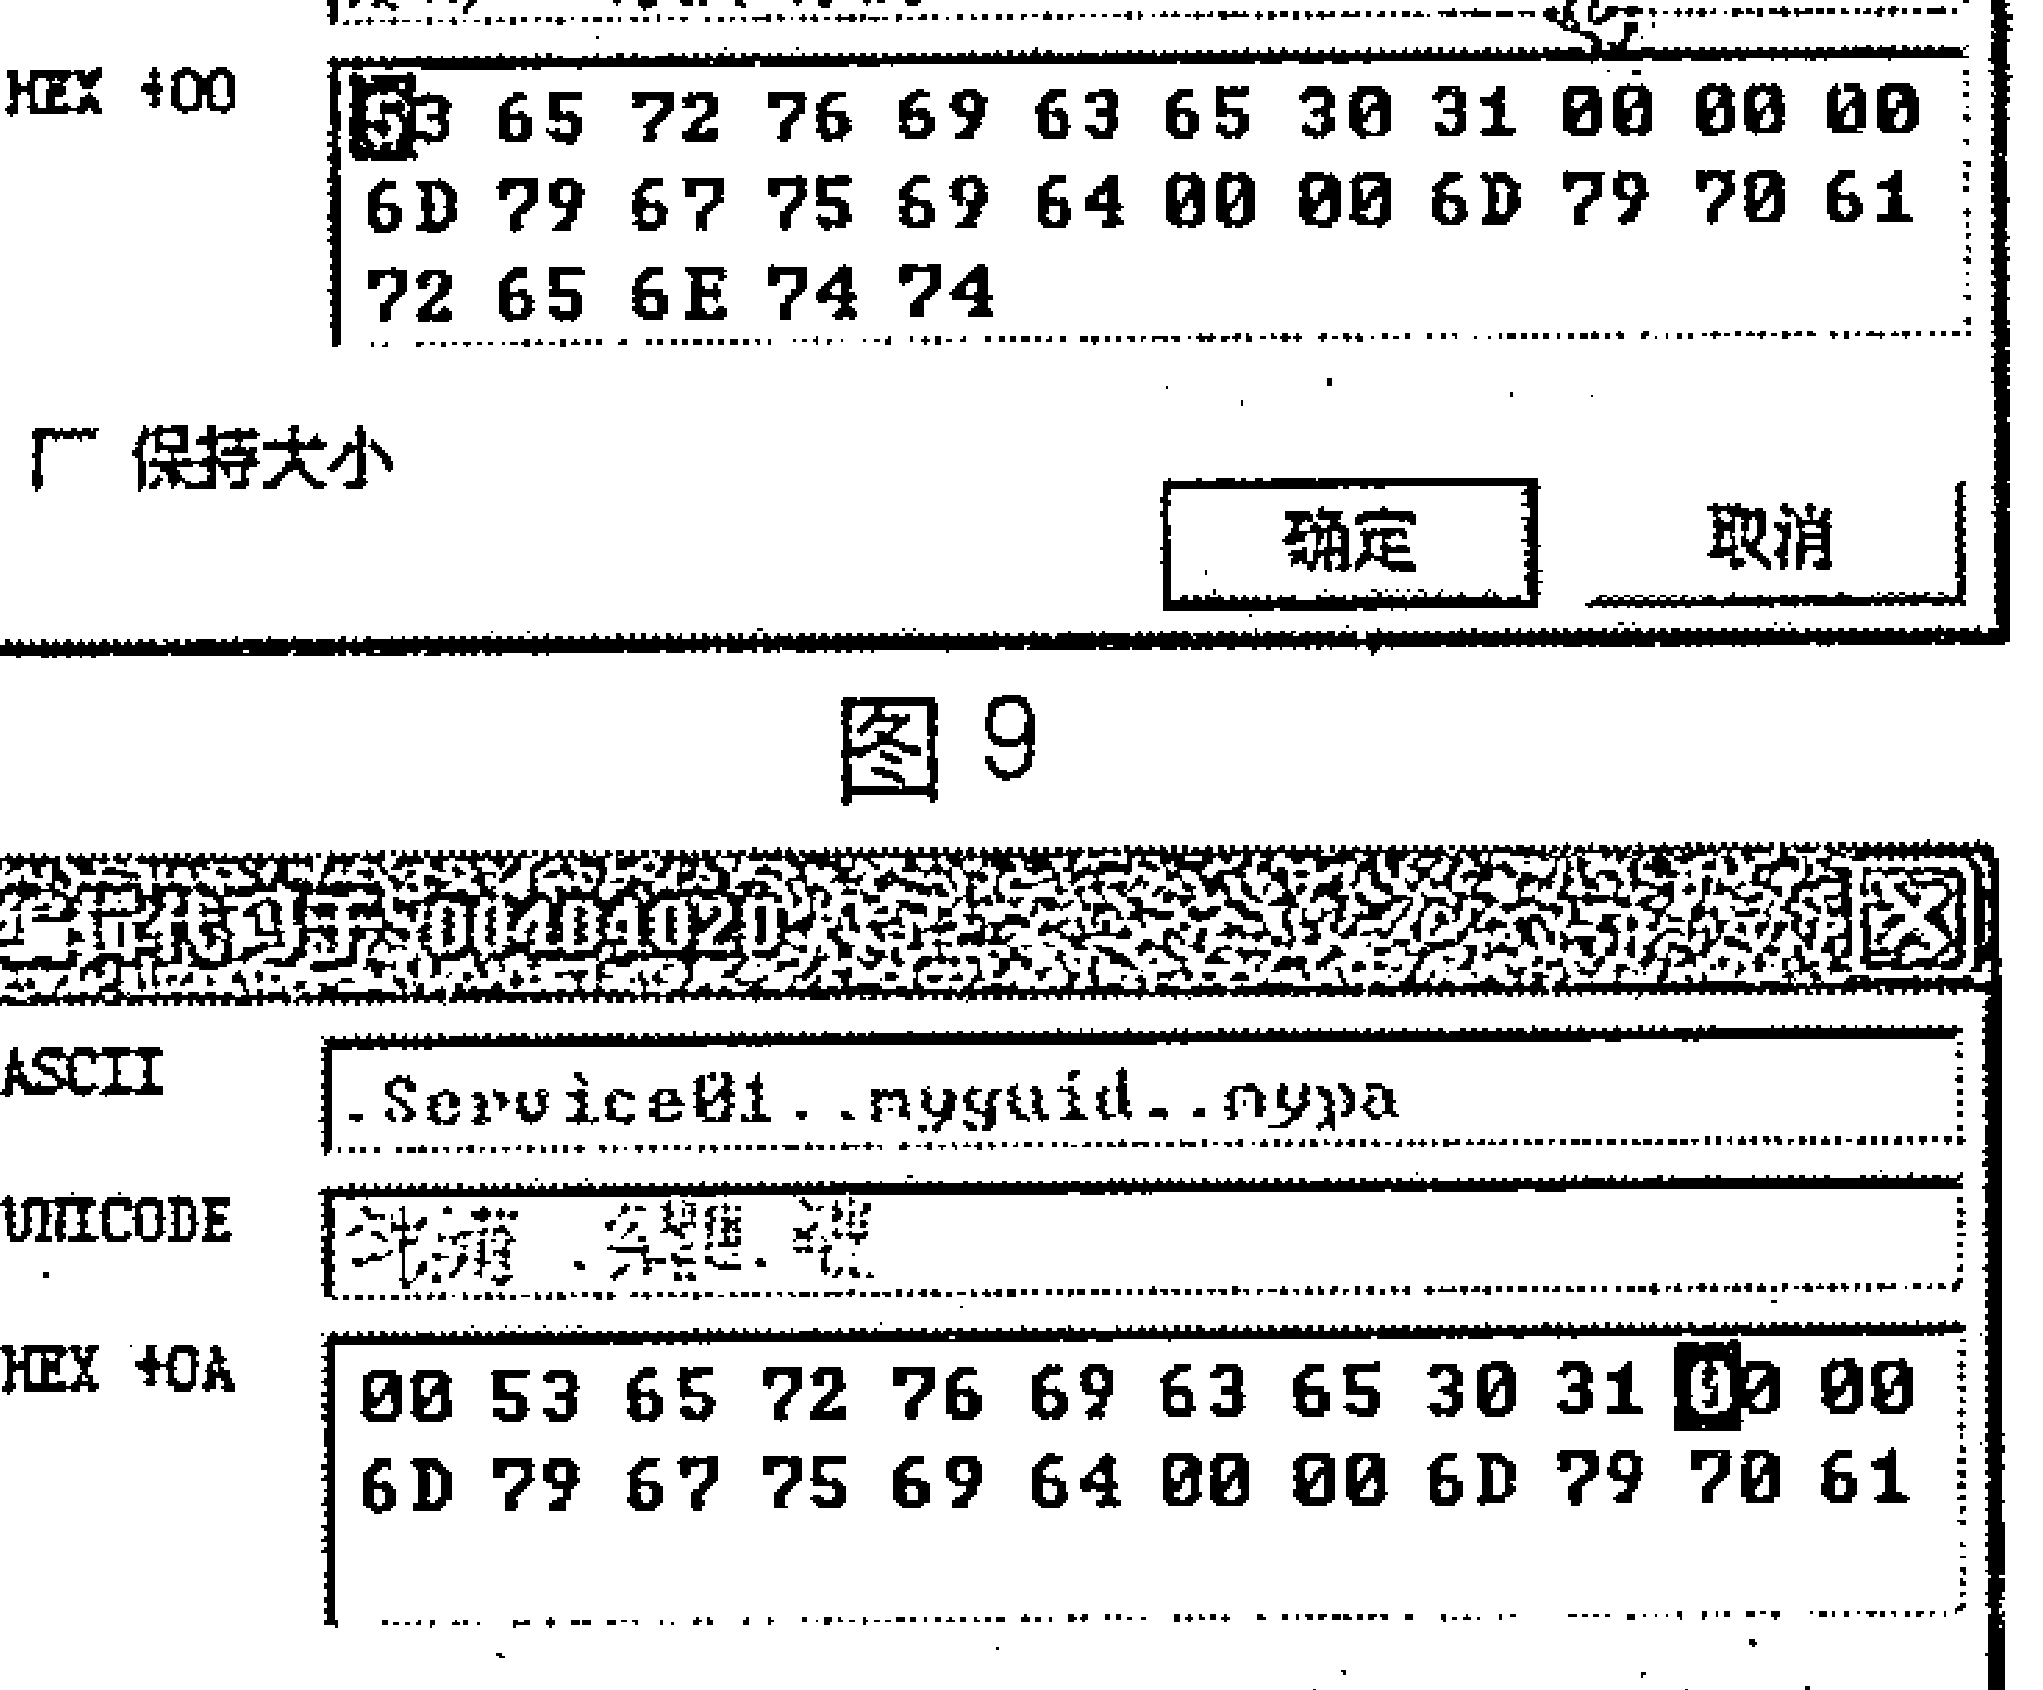 HEX +00
53 65 72 76 69 63 65 30 31 00 00 00
6D 79 67 75 69 64 00 00 6D 79 70 61
72 65 6E 74 74
保持大小
确定 取消
图 9
00404020
ASCII .Service01..myguid..mypa
UNICODE
HEX +0A
00 53 65 72 76 69 63 65 30 31 00 00
6D 79 67 75 69 64 00 00 6D 79 70 61